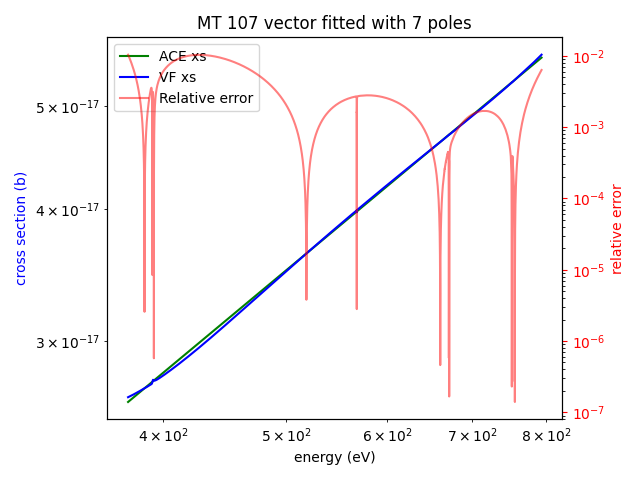 MT 107 vector fitted with 7 poles
ACE xs
VF xs
Relative error
cross section (b)
5 × 10⁻¹⁷
4 × 10⁻¹⁷
3 × 10⁻¹⁷
10⁻²
10⁻³
10⁻⁴
10⁻⁵
10⁻⁶
10⁻⁷
relative error
4 × 10² 5 × 10² 6 × 10² 7 × 10² 8 × 10²
energy (eV)